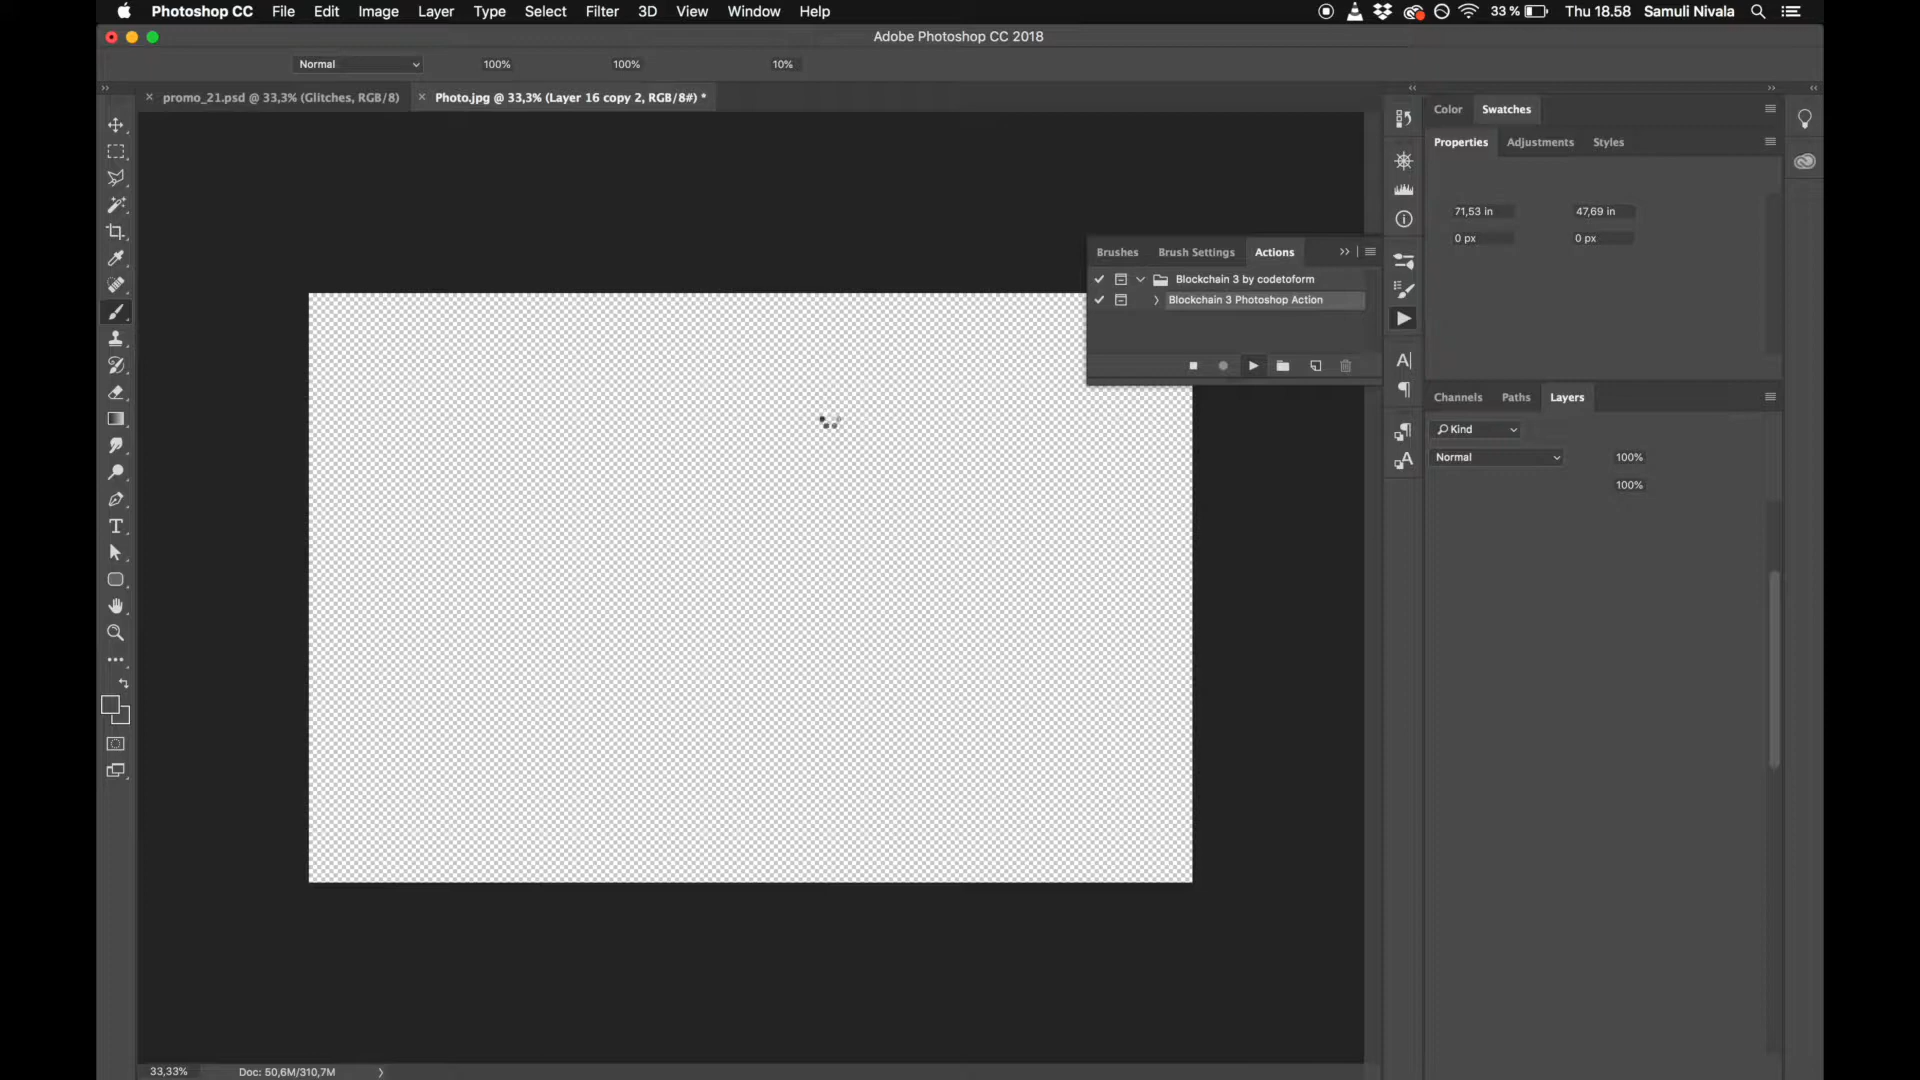 Photoshop CC File Edit Image Layer Type Select Filter 3D View Window Help 33 % Thu 18.58 Samuli Nivala
Adobe Photoshop CC 2018
Normal 100% 100% 10%
promo_21.psd @ 33,3% (Glitches, RGB/8) Photo.jpg @ 33,3% (Layer 16 copy 2, RGB/8#) *
Color Swatches
Properties Adjustments Styles
71,53 in 47,69 in
0 px 0 px
Brushes Brush Settings Actions
Blockchain 3 by codetoform
Blockchain 3 Photoshop Action
Channels Paths Layers
Kind
Normal 100%
100%
33,33% Doc: 50,6M/310,7M